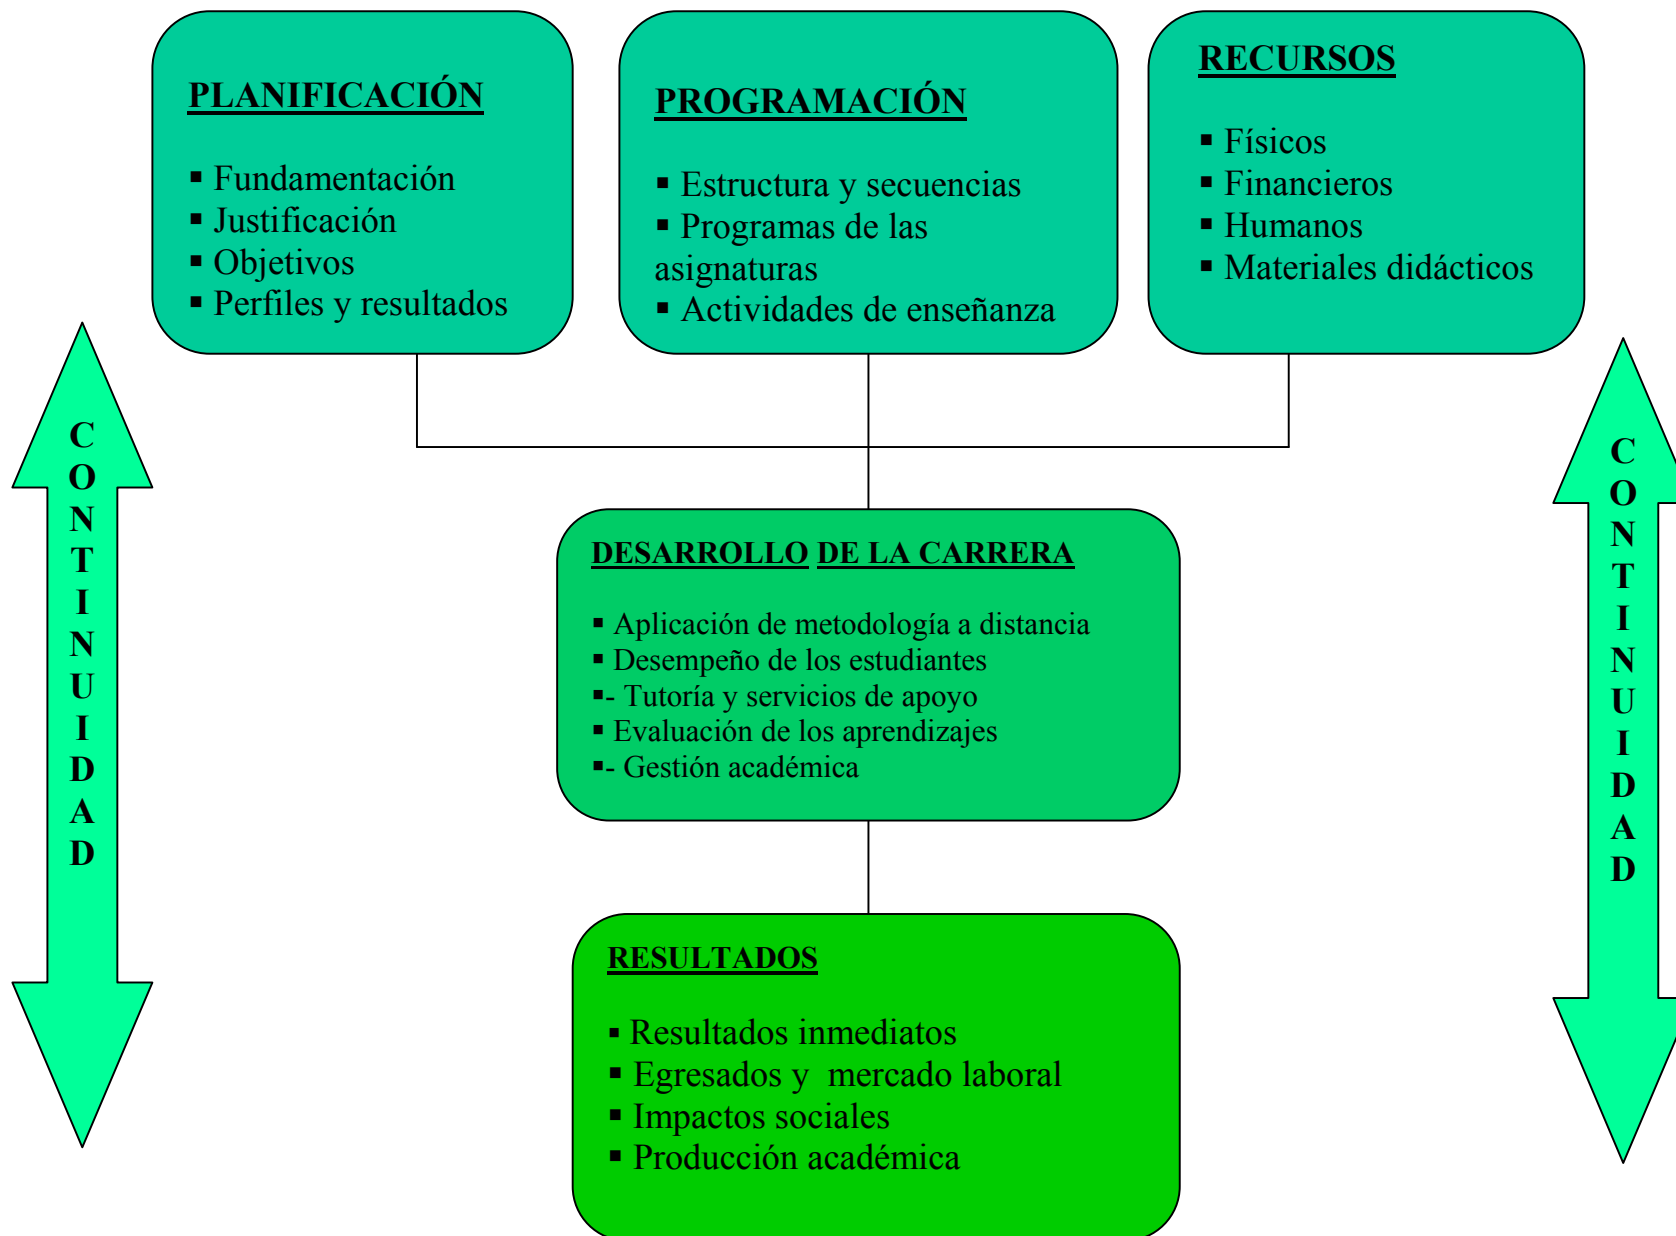 PLANIFICACIÓN
▪ Fundamentación
▪ Justificación
▪ Objetivos
▪ Perfiles y resultados
PROGRAMACIÓN
▪ Estructura y secuencias
▪ Programas de las
asignaturas
▪ Actividades de enseñanza
RECURSOS
▪ Físicos
▪ Financieros
▪ Humanos
▪ Materiales didácticos
C
O
N
T
I
N
U
I
D
A
D
DESARROLLO DE LA CARRERA
▪ Aplicación de metodología a distancia
▪ Desempeño de los estudiantes
▪- Tutoría y servicios de apoyo
▪ Evaluación de los aprendizajes
▪- Gestión académica
C
O
N
T
I
N
U
I
D
A
D
RESULTADOS
▪ Resultados inmediatos
▪ Egresados y  mercado laboral
▪ Impactos sociales
▪ Producción académica